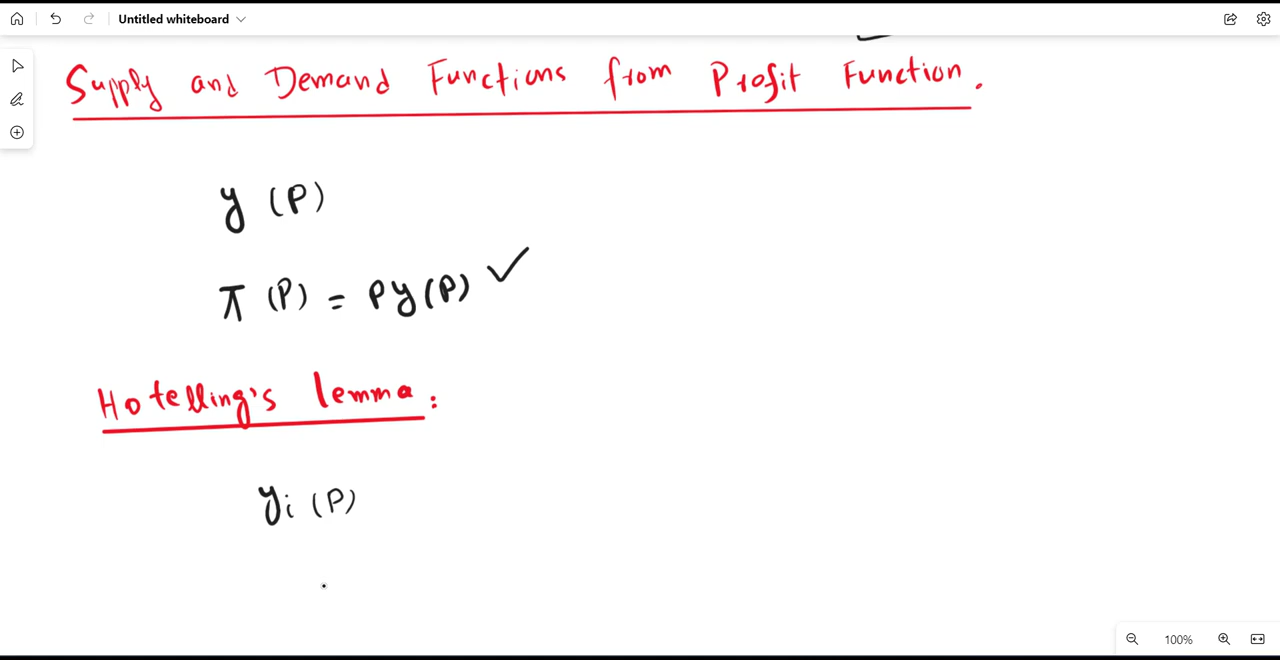 Untitled whiteboard
Supply and Demand Functions from Profit Function.
y (P)
π (P) = Py(P) ✓
Hotelling's lemma:
yi (P)
100%